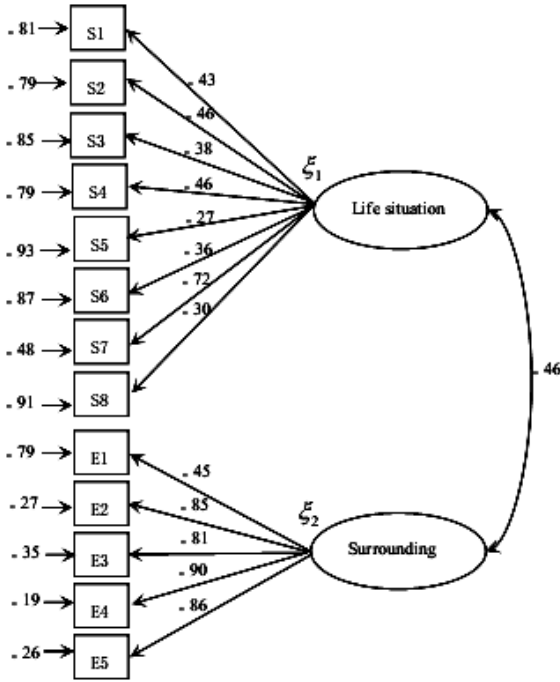 .81 S1
.79 S2
.85 S3
.79 S4
.93 S5
.87 S6
.48 S7
.91 S8
.43
.46
.38
.46
.27
.36
.72
.30
ξ1
Life situation
.46
.79 E1
.27 E2
.35 E3
.19 E4
.26 E5
.45
.85
.81
.90
.86
ξ2
Surrounding